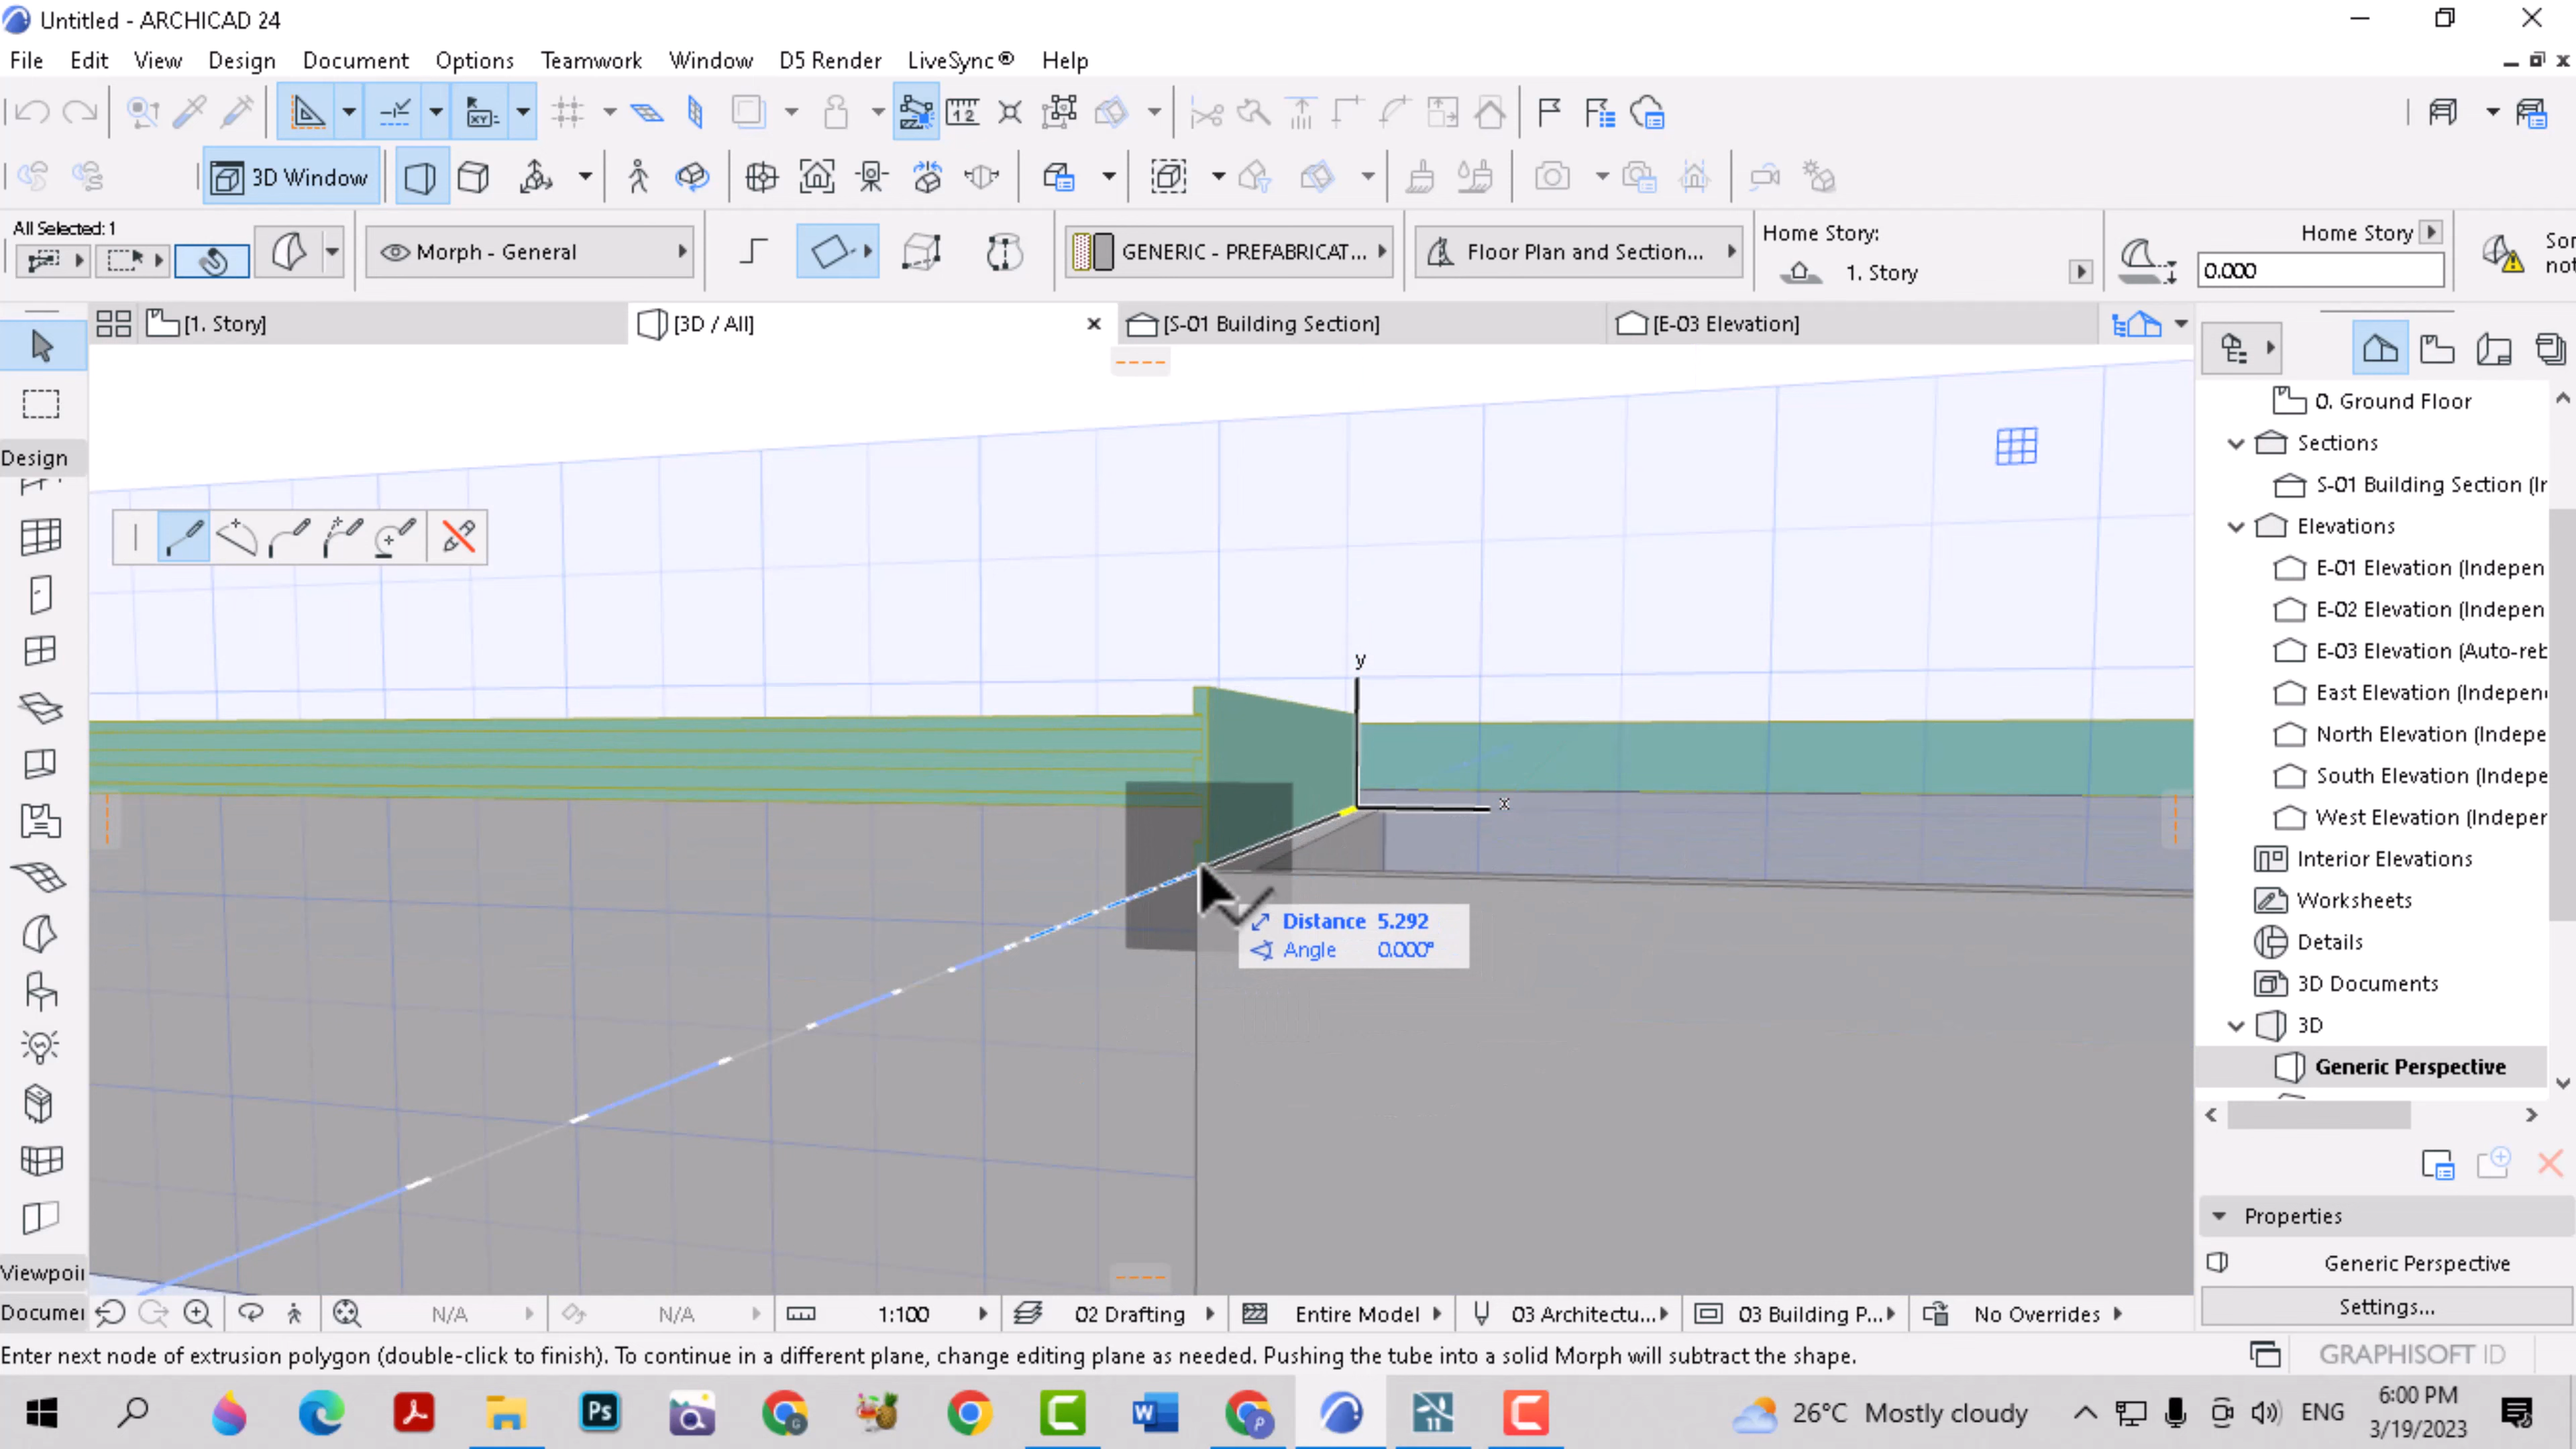 Untitled - ARCHICAD 24
File Edit View Design Document Options Teamwork Window D5 Render LiveSync® Help
3D Window
All Selected: 1
Morph - General
GENERIC - PREFABRICAT...
Floor Plan and Section...
Home Story:
1. Story
Home Story
0.000
[1. Story]
[3D / All]
[S-01 Building Section]
[E-03 Elevation]
Design
y
x
Distance 5.292
Angle 0.000°
0. Ground Floor
Sections
S-01 Building Section (Ir
Elevations
E-01 Elevation (Indepen
E-02 Elevation (Indepen
E-03 Elevation (Auto-reb
East Elevation (Indepen
North Elevation (Indepe
South Elevation (Indepe
West Elevation (Indeper
Interior Elevations
Worksheets
Details
3D Documents
3D
Generic Perspective
Properties
Generic Perspective
Settings...
Viewpoi
Documei
N/A
N/A
1:100
02 Drafting
Entire Model
03 Architectu...
03 Building P...
No Overrides
Enter next node of extrusion polygon (double-click to finish). To continue in a different plane, change editing plane as needed. Pushing the tube into a solid Morph will subtract the shape.
GRAPHISOFT ID
Ps
26°C Mostly cloudy
ENG
6:00 PM
3/19/2023